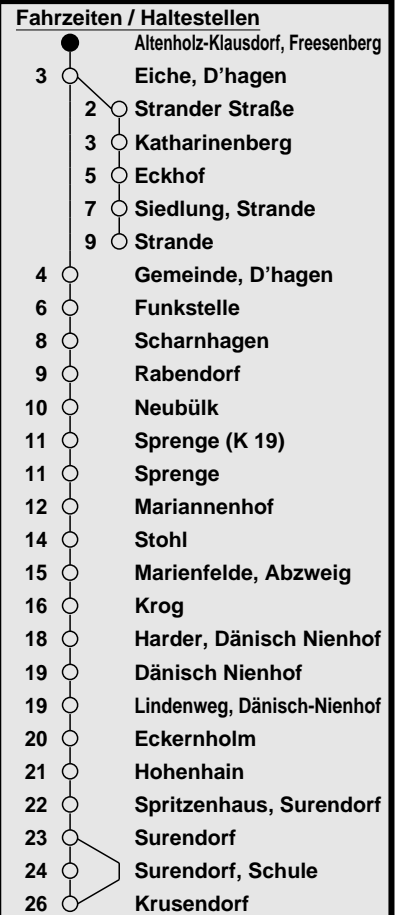 Fahrzeiten / Haltestellen
Altenholz-Klausdorf, Freesenberg
3 Eiche, D'hagen
2 Strander Straße
3 Katharinenberg
5 Eckhof
7 Siedlung, Strande
9 Strande
4 Gemeinde, D'hagen
6 Funkstelle
8 Scharnhagen
9 Rabendorf
10 Neubülk
11 Sprenge (K 19)
11 Sprenge
12 Mariannenhof
14 Stohl
15 Marienfelde, Abzweig
16 Krog
18 Harder, Dänisch Nienhof
19 Dänisch Nienhof
19 Lindenweg, Dänisch-Nienhof
20 Eckernholm
21 Hohenhain
22 Spritzenhaus, Surendorf
23 Surendorf
24 Surendorf, Schule
26 Krusendorf